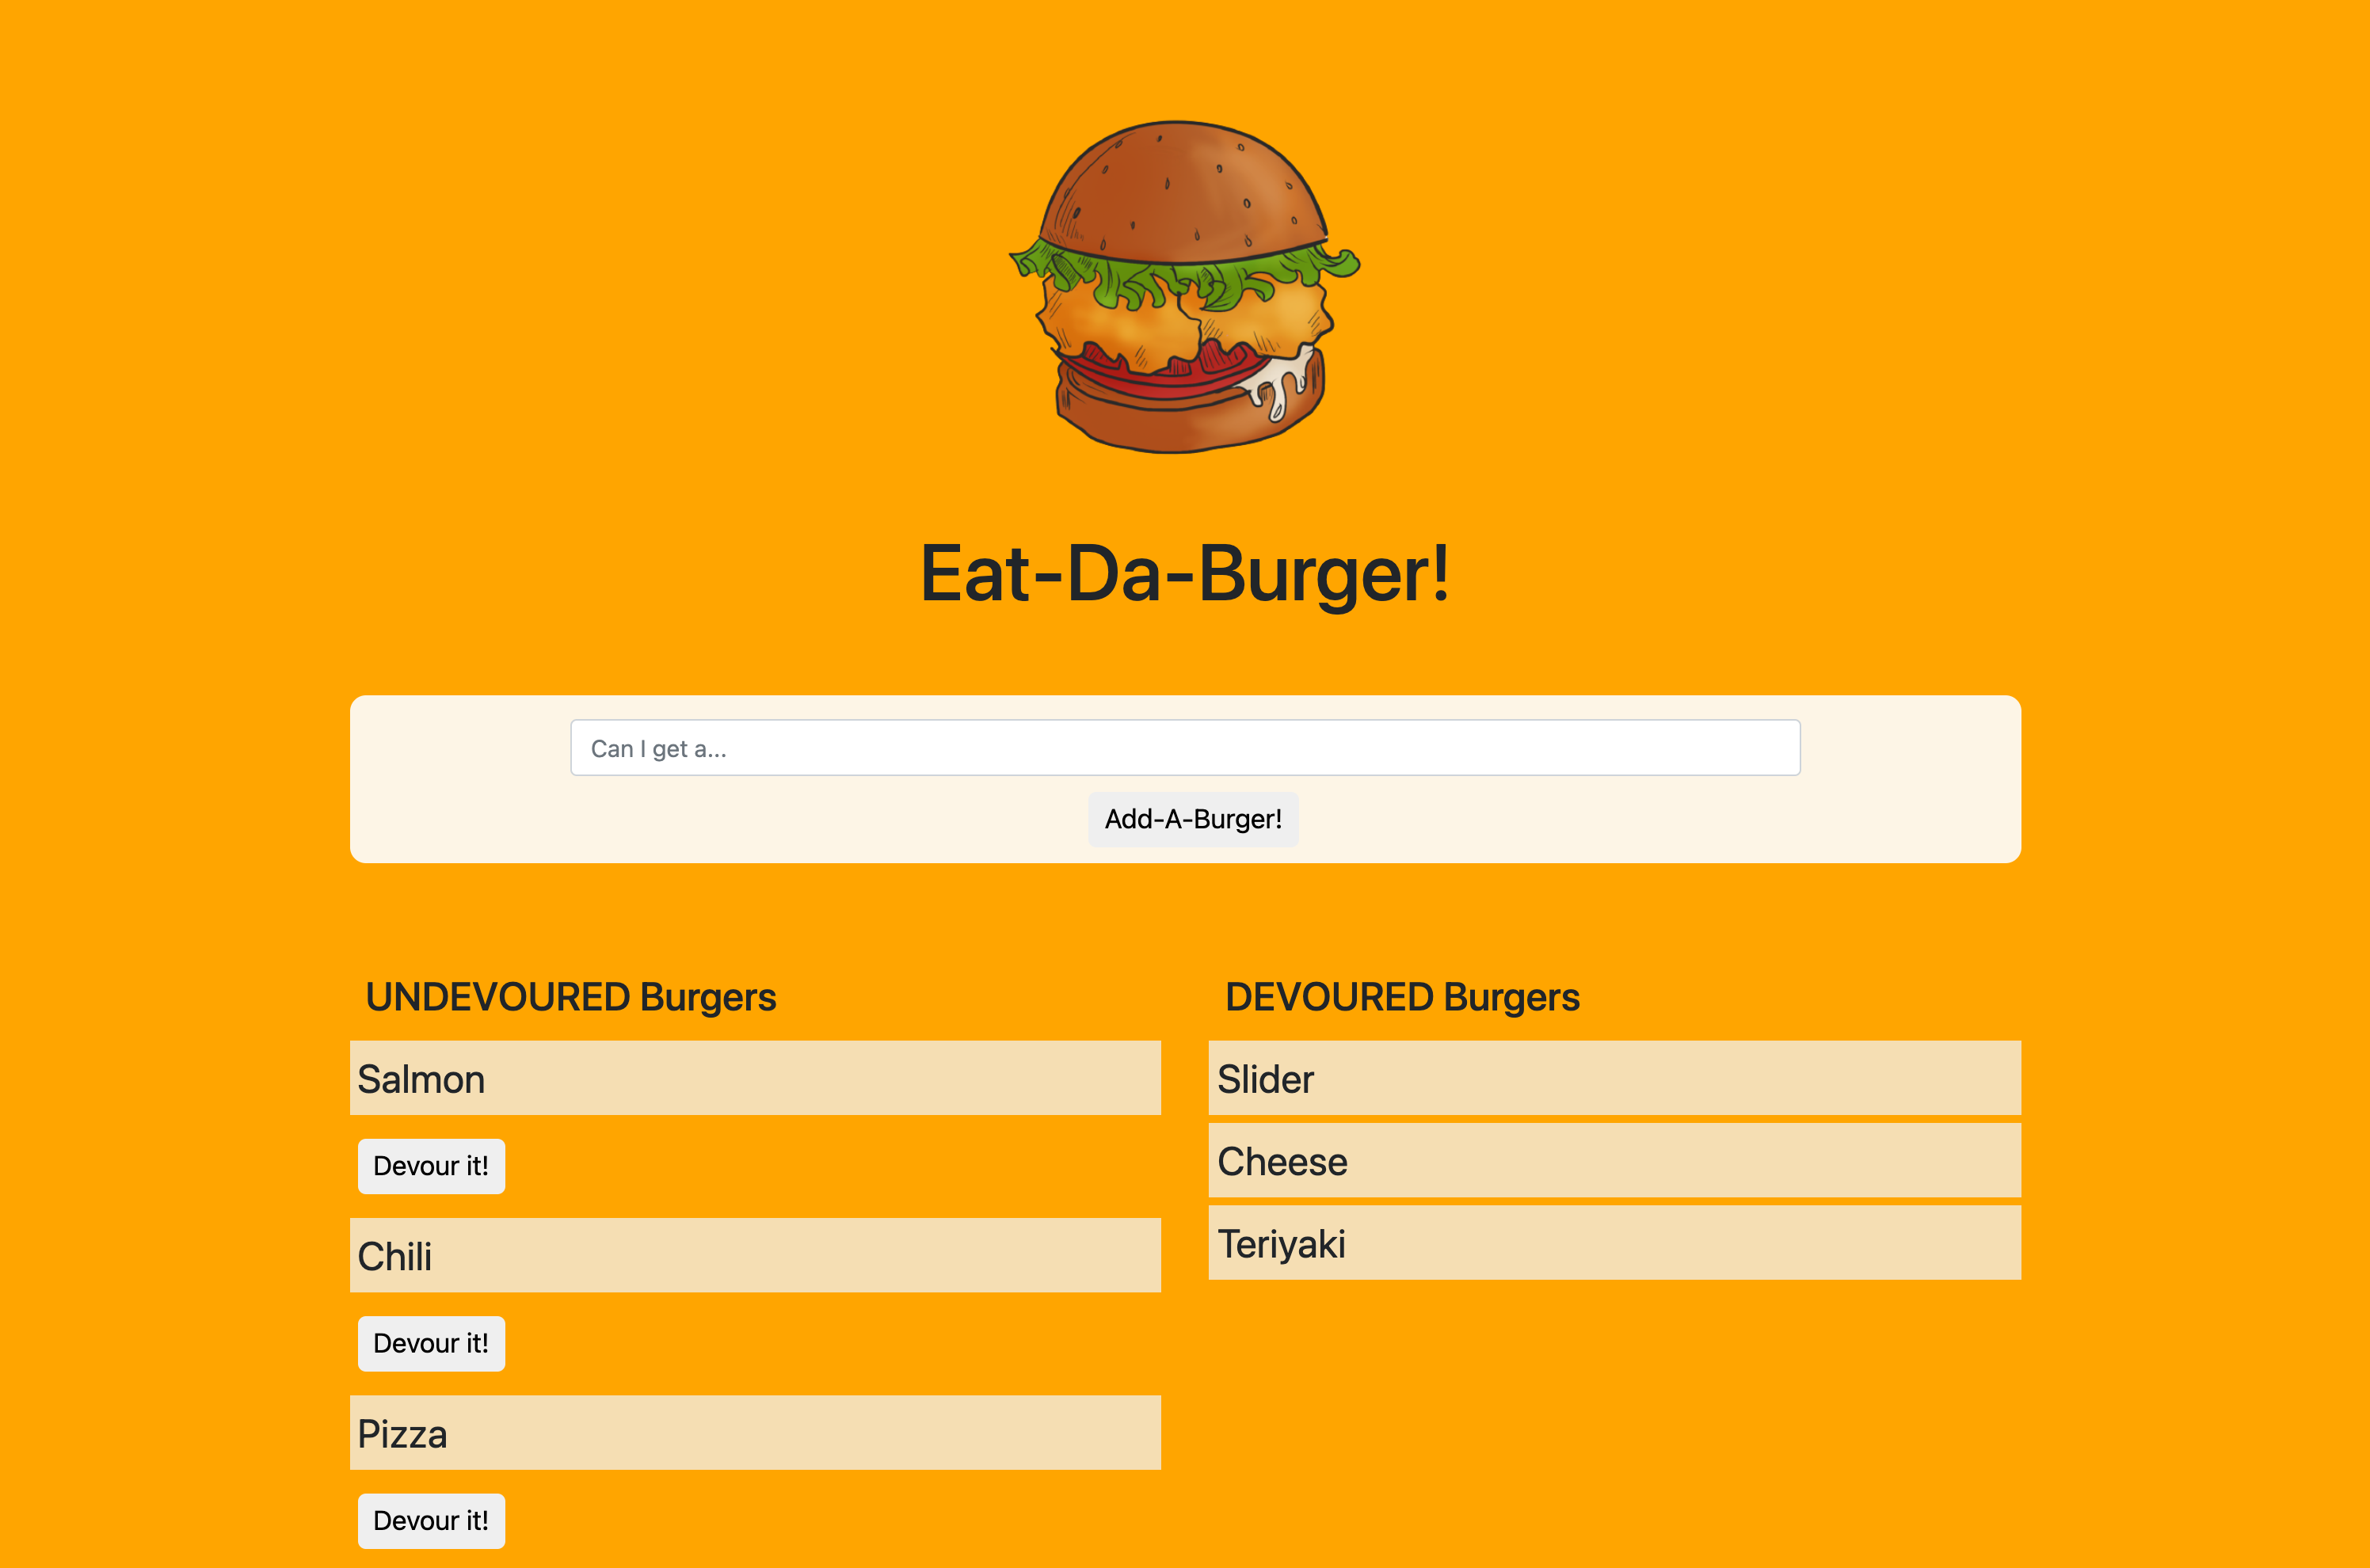 Eat-Da-Burger!
Can I get a...
Add-A-Burger!
UNDEVOURED Burgers
Salmon
Devour it!
Chili
Devour it!
Pizza
Devour it!
DEVOURED Burgers
Slider
Cheese
Teriyaki